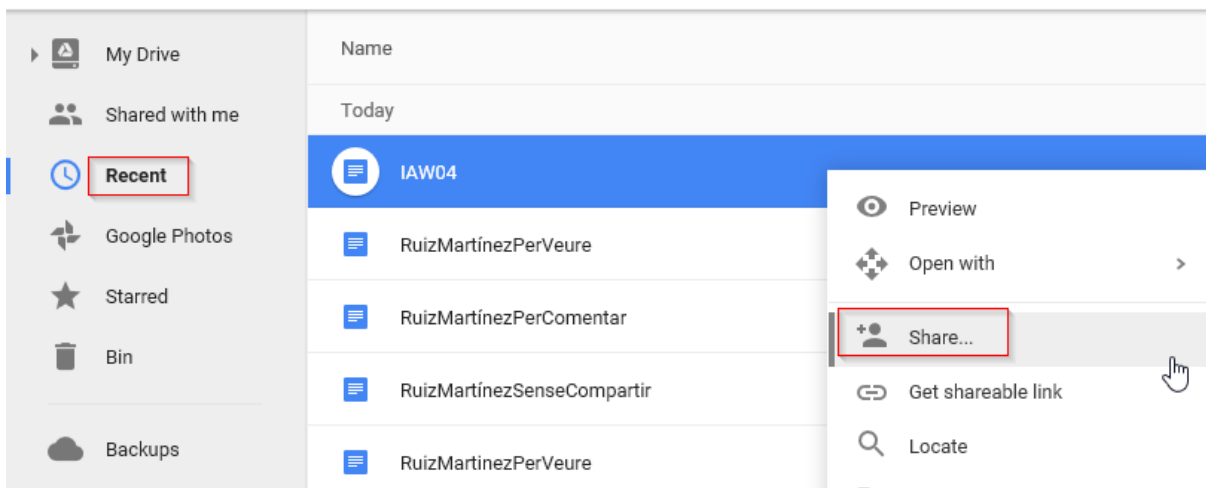 My Drive
Shared with me
Recent
Google Photos
Starred
Bin
Backups
Name
Today
IAW04
RuizMartínezPerVeure
RuizMartínezPerComentar
RuizMartínezSenseCompartir
RuizMartinezPerVeure
Preview
Open with
Share...
Get shareable link
Locate